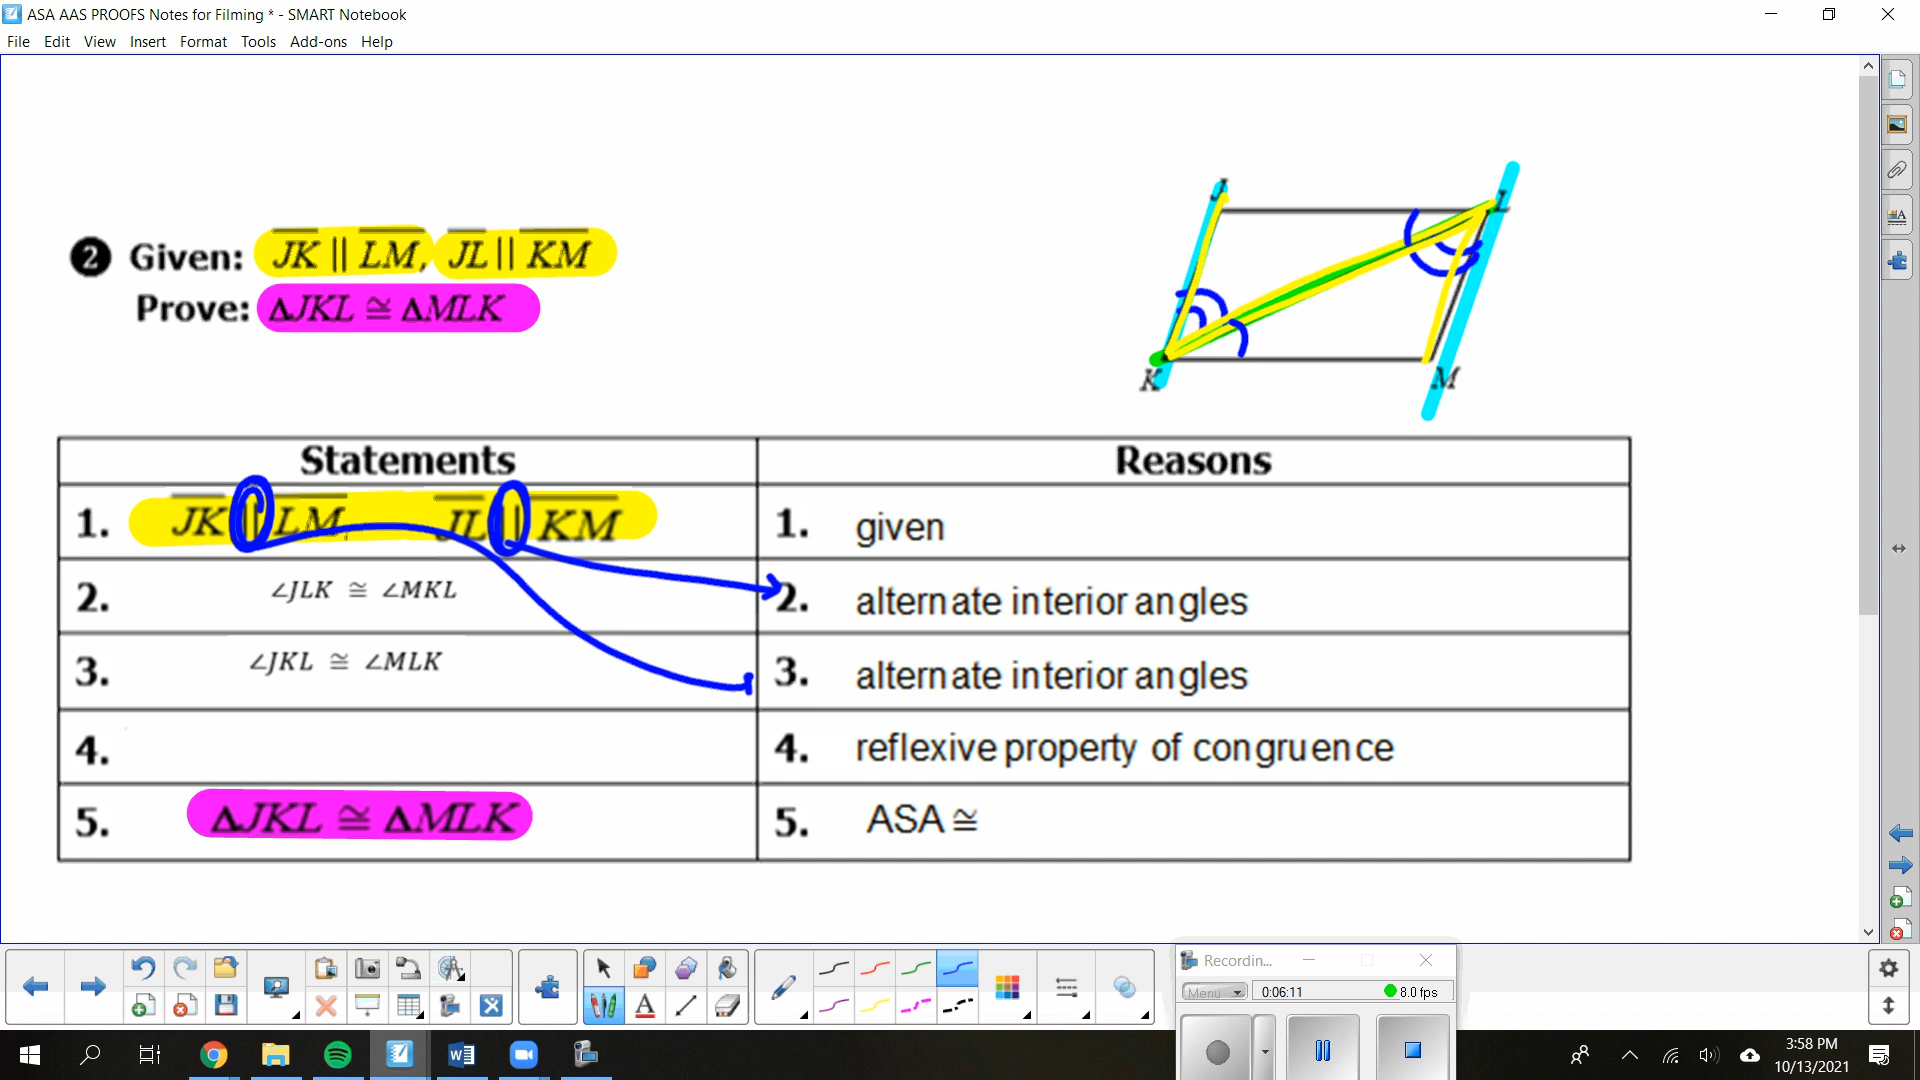 ASA AAS PROOFS Notes for Filming * - SMART Notebook
File Edit View Insert Format Tools Add-ons Help
2 Given: JK || LM, JL || KM
Prove: ΔJKL ≅ ΔMLK
J
L
K
M
Statements Reasons
1. JK || LM, JL || KM 1. given
2. ∠JLK ≅ ∠MKL 2. alternate interior angles
3. ∠JKL ≅ ∠MLK 3. alternate interior angles
4. 4. reflexive property of congruence
5. ΔJKL ≅ ΔMLK 5. ASA ≅
Recordin...
Menu 0:06:11 8.0 fps
3:58 PM
10/13/2021